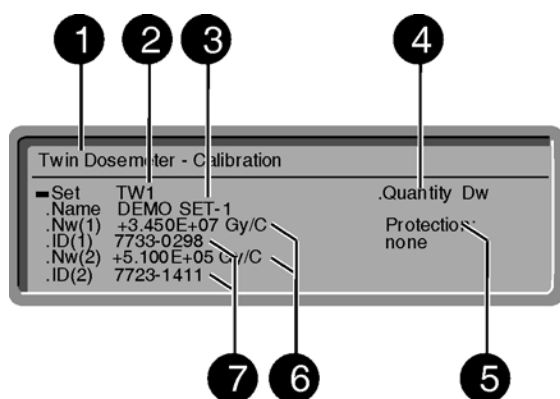 1 2 3 4
Twin Dosemeter - Calibration
Set TW1 .Quantity Dw
.Name DEMO SET-1
.Nw(1) +3.450E+07 Gy/C Protection:
.ID(1) 7733-0298 none
.Nw(2) +5.100E+05 Gy/C
.ID(2) 7723-1411
7 6 5